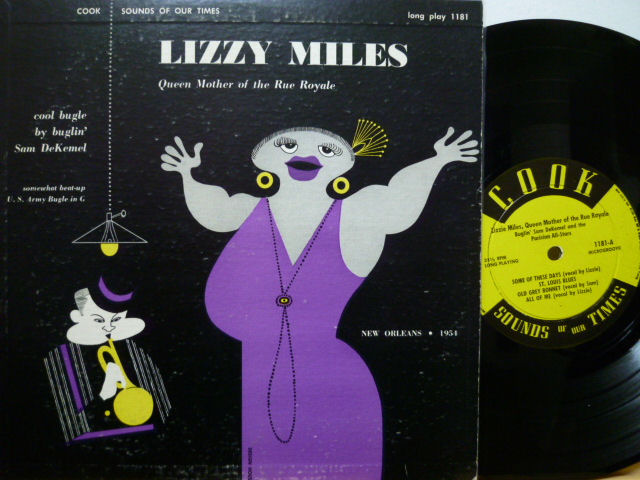 COOK SOUNDS OF OUR TIMES long play 1181
LIZZY MILES
Queen Mother of the Rue Royale
cool bugle
by buglin'
Sam DeKemel
somewhat beat-up
U. S. Army Bugle in G
NEW ORLEANS • 1954
COOK
Lizzie Miles, Queen Mother of the Rue Royale
Buglin' Sam DeKemel and the
Parisian All-Stars
33⅓ RPM
LONG PLAYING
1181-A
MICROGROOVE
SOME OF THESE DAYS (vocal by Lizzie)
ST. LOUIS BLUES
OLD GREY BONNET (vocal by Sam)
ALL OF ME (vocal by Lizzie)
SOUNDS OF OUR TIMES